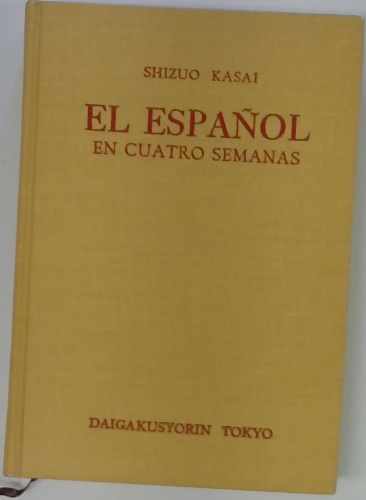 SHIZUO KASAI
EL ESPAÑOL
EN CUATRO SEMANAS
DAIGAKUSYORIN TOKYO